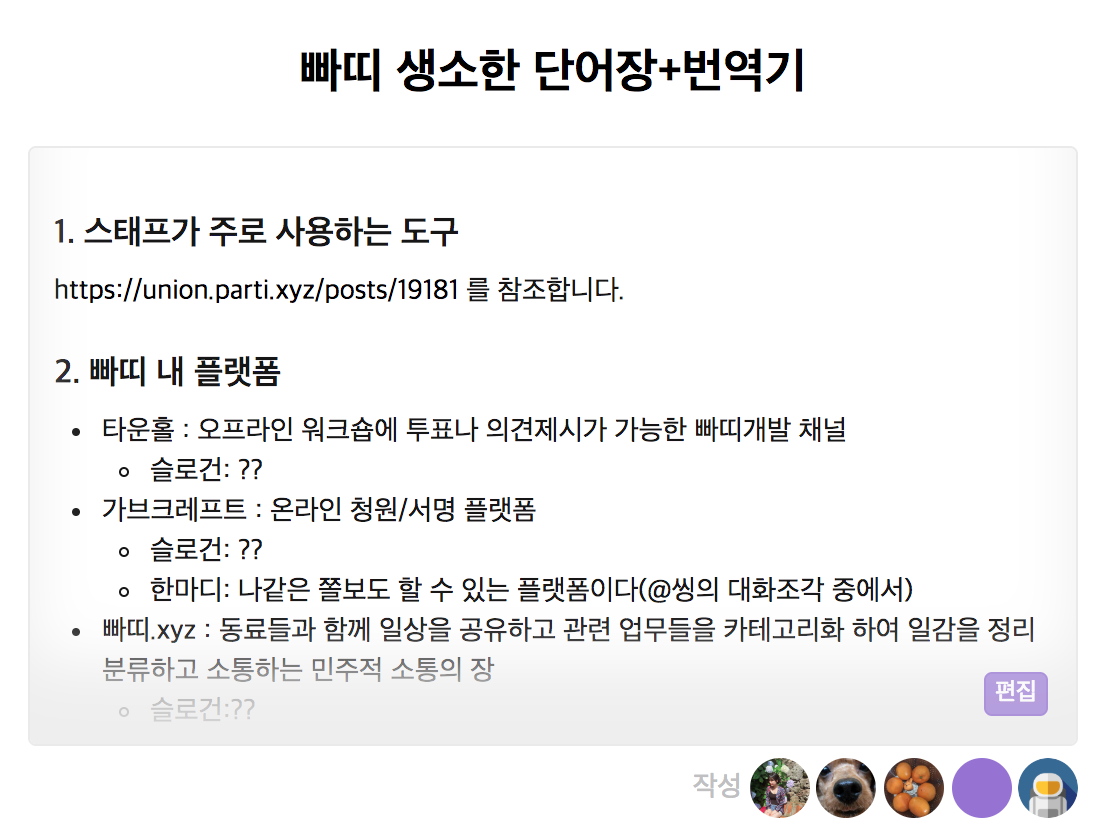 빠띠 생소한 단어장+번역기
1. 스태프가 주로 사용하는 도구
https://union.parti.xyz/posts/19181 를 참조합니다.
2. 빠띠 내 플랫폼
타운홀 : 오프라인 워크숍에 투표나 의견제시가 가능한 빠띠개발 채널
슬로건: ??
가브크레프트 : 온라인 청원/서명 플랫폼
슬로건: ??
한마디: 나같은 쫄보도 할 수 있는 플랫폼이다(@씽의 대화조각 중에서)
빠띠.xyz : 동료들과 함께 일상을 공유하고 관련 업무들을 카테고리화 하여 일감을 정리
분류하고 소통하는 민주적 소통의 장
슬로건:??
편집
작성